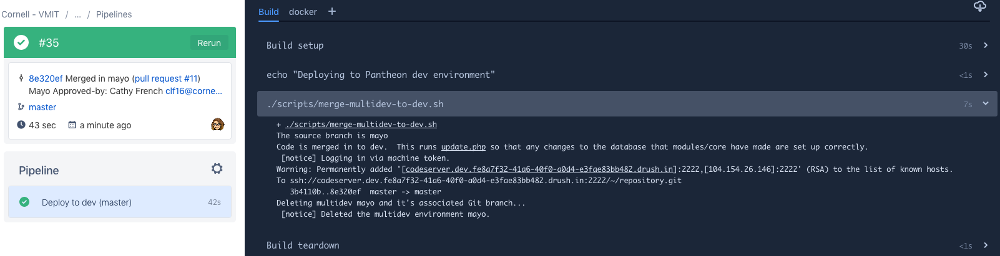 Cornell - VMIT / ... / Pipelines
#35 Rerun
8e320ef Merged in mayo (pull request #11)
Mayo Approved-by: Cathy French clf16@corne...
master
43 sec a minute ago
Pipeline
Deploy to dev (master) 42s
Build docker +
Build setup 30s
echo "Deploying to Pantheon dev environment" <1s
./scripts/merge-multidev-to-dev.sh 7s
+ ./scripts/merge-multidev-to-dev.sh
The source branch is mayo
Code is merged in to dev.  This runs update.php so that any changes to the database that modules/core have made are set up correctly.
[notice] Logging in via machine token.
Warning: Permanently added '[codeserver.dev.fe8a7f32-41a6-40f0-a0d4-e3fae83bb482.drush.in]:2222,[104.154.26.146]:2222' (RSA) to the list of known hosts.
To ssh://codeserver.dev.fe8a7f32-41a6-40f0-a0d4-e3fae83bb482.drush.in:2222/~/repository.git
3b4110b..8e320ef  master -> master
Deleting multidev mayo and it's associated Git branch...
[notice] Deleted the multidev environment mayo.
Build teardown <1s